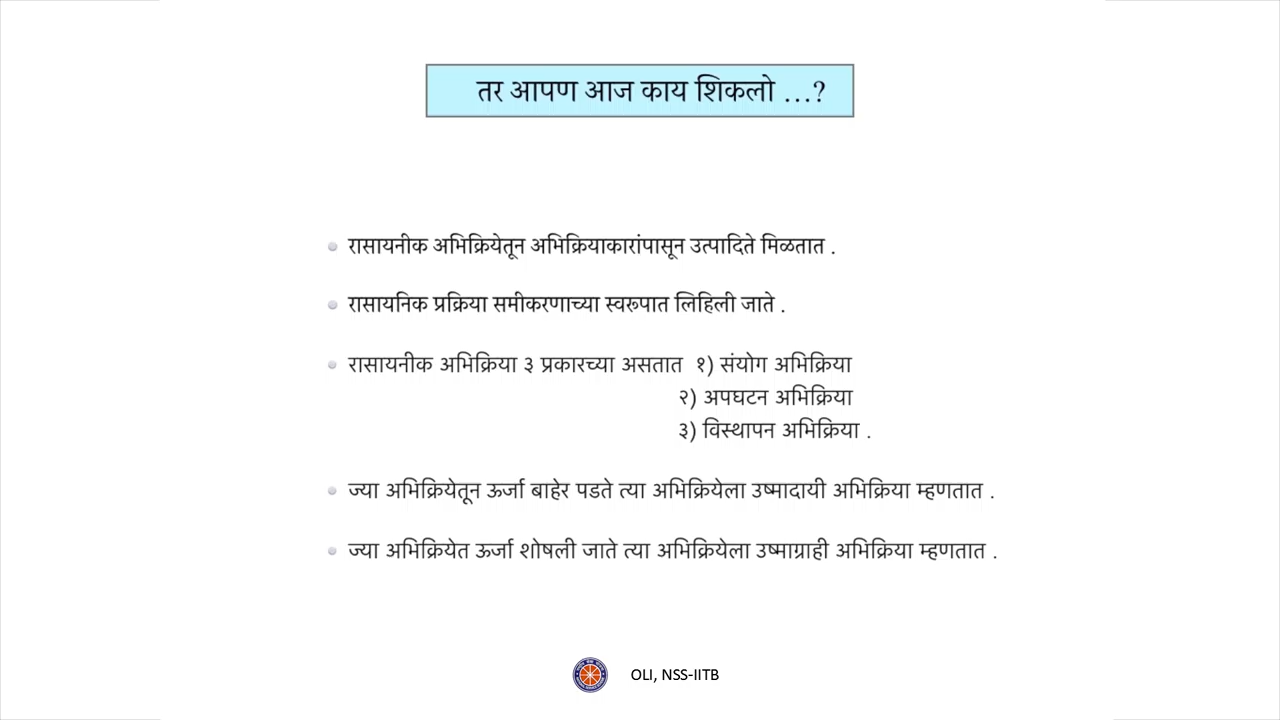 तर आपण आज काय शिकलो ...?
रासायनीक अभिक्रियेतून अभिक्रियाकारांपासून उत्पादिते मिळतात .
रासायनिक प्रक्रिया समीकरणाच्या स्वरूपात लिहिली जाते .
रासायनीक अभिक्रिया ३ प्रकारच्या असतात १) संयोग अभिक्रिया
२) अपघटन अभिक्रिया
३) विस्थापन अभिक्रिया .
ज्या अभिक्रियेतून ऊर्जा बाहेर पडते त्या अभिक्रियेला उष्मादायी अभिक्रिया म्हणतात .
ज्या अभिक्रियेत ऊर्जा शोषली जाते त्या अभिक्रियेला उष्माग्राही अभिक्रिया म्हणतात .
OLI, NSS-IITB